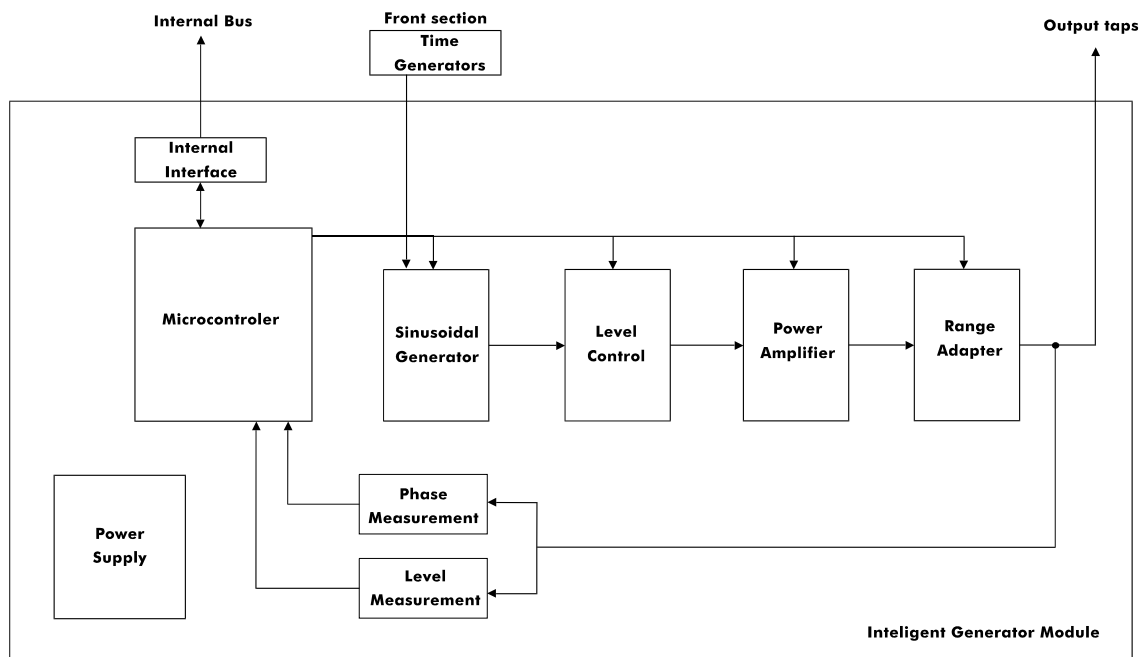 Internal Bus
Front section
Output taps
Time
Generators
Internal
Interface
Microcontroler
Sinusoidal
Generator
Level
Control
Power
Amplifier
Range
Adapter
Phase
Measurement
Power
Supply
Level
Measurement
Inteligent Generator Module